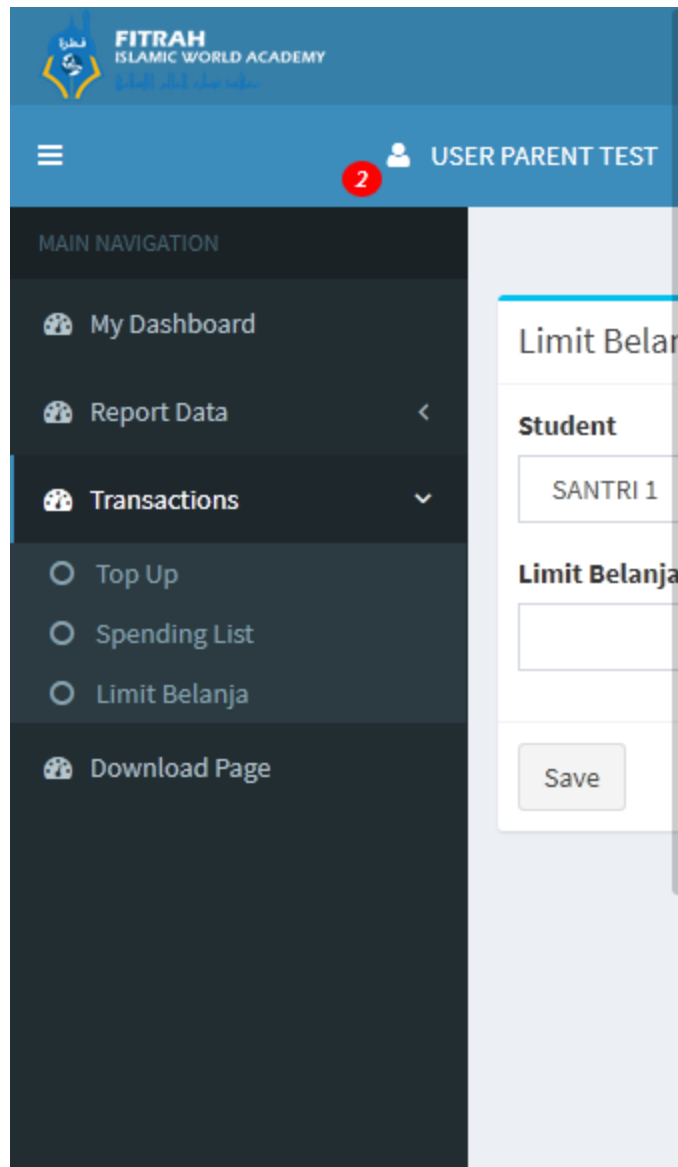 FITRAH
ISLAMIC WORLD ACADEMY
2
USER PARENT TEST
MAIN NAVIGATION
My Dashboard
Report Data
Transactions
Top Up
Spending List
Limit Belanja
Download Page
Limit Belan
Student
SANTRI 1
Limit Belanja
Save